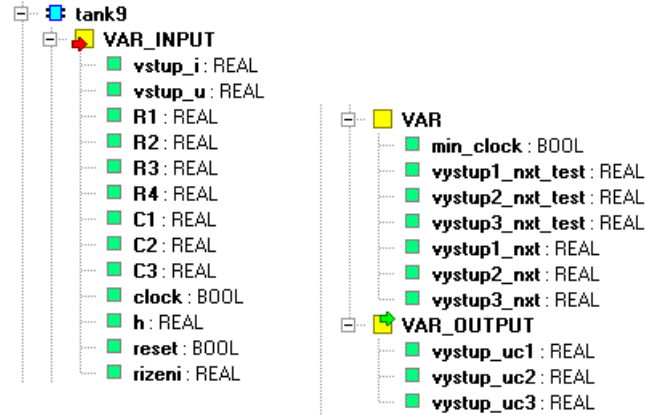 tank9
VAR_INPUT
vstup_i : REAL
vstup_u : REAL
R1 : REAL
R2 : REAL
R3 : REAL
R4 : REAL
C1 : REAL
C2 : REAL
C3 : REAL
clock : BOOL
h : REAL
reset : BOOL
rizeni : REAL
VAR
min_clock : BOOL
vystup1_nxt_test : REAL
vystup2_nxt_test : REAL
vystup3_nxt_test : REAL
vystup1_nxt : REAL
vystup2_nxt : REAL
vystup3_nxt : REAL
VAR_OUTPUT
vystup_uc1 : REAL
vystup_uc2 : REAL
vystup_uc3 : REAL